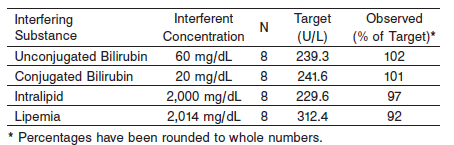 Interfering Substance Interferent Concentration N Target (U/L) Observed (% of Target)*
Unconjugated Bilirubin 60 mg/dL 8 239.3 102
Conjugated Bilirubin 20 mg/dL 8 241.6 101
Intralipid 2,000 mg/dL 8 229.6 97
Lipemia 2,014 mg/dL 8 312.4 92
* Percentages have been rounded to whole numbers.